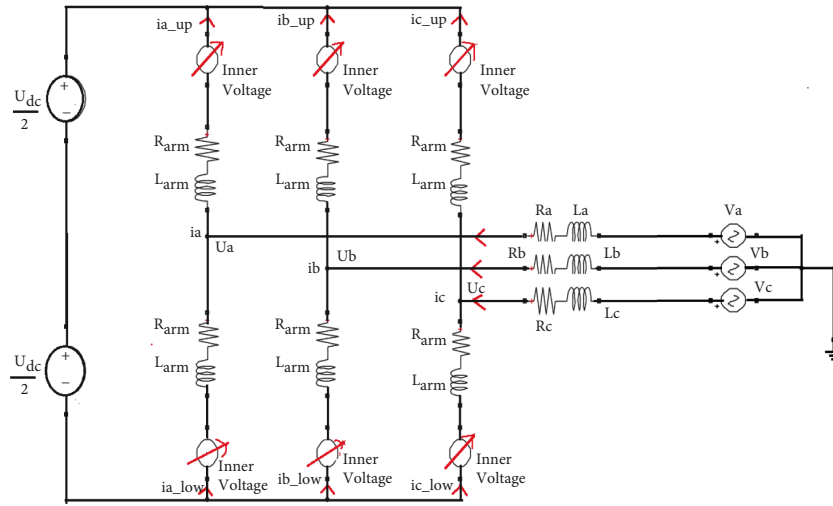 ia_up
ib_up
ic_up
Inner
Voltage
Inner
Voltage
Inner
Voltage
Udc
2
+
−
Rarm
Rarm
Rarm
Larm
Larm
Larm
ia
Ua
Ra
La
Va
ib
Ub
Rb
Lb
Vb
ic
Uc
Rc
Lc
Vc
+
+
+
Udc
2
+
−
Rarm
Rarm
Rarm
Larm
Larm
Larm
Inner
Voltage
Inner
Voltage
Inner
Voltage
ia_low
ib_low
ic_low